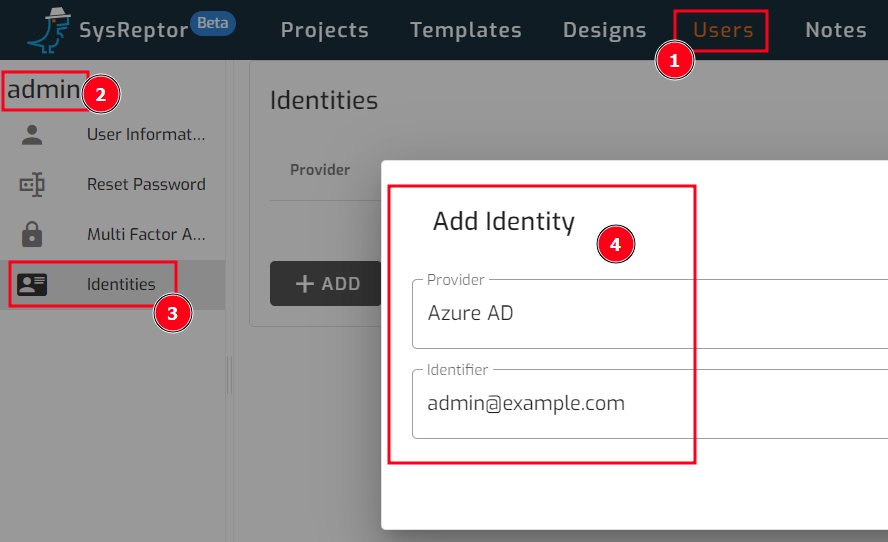 SysReptor Beta Projects Templates Designs Users Notes
1
admin 2
User Informat...
Reset Password
Multi Factor A...
Identities
3
Identities
Provider
+ ADD
Add Identity
4
Provider
Azure AD
Identifier
admin@example.com